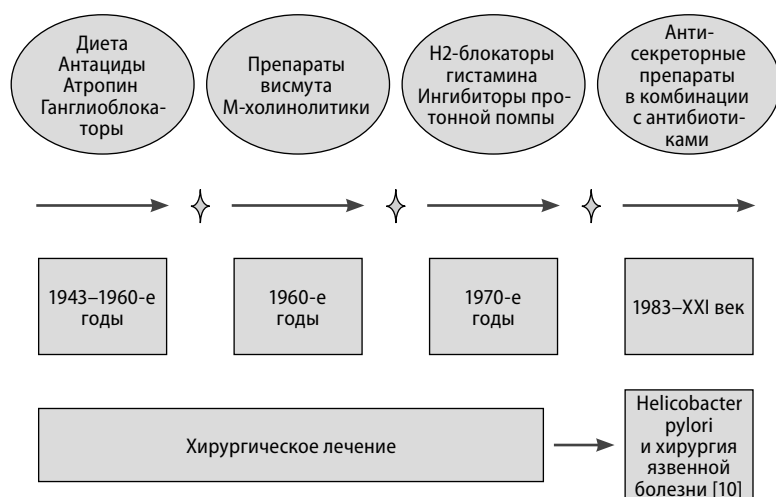 Диета
Антациды
Атропин
Ганглиоблока-
торы
Препараты
висмута
М-холинолитики
Н2-блокаторы
гистамина
Ингибиторы про-
тонной помпы
Анти-
секреторные
препараты
в комбинации
с антибиоти-
ками
1943–1960-е
годы
1960-е
годы
1970-е
годы
1983–XXI век
Хирургическое лечение
Helicobacter
pylori
и хирургия
язвенной
болезни [10]